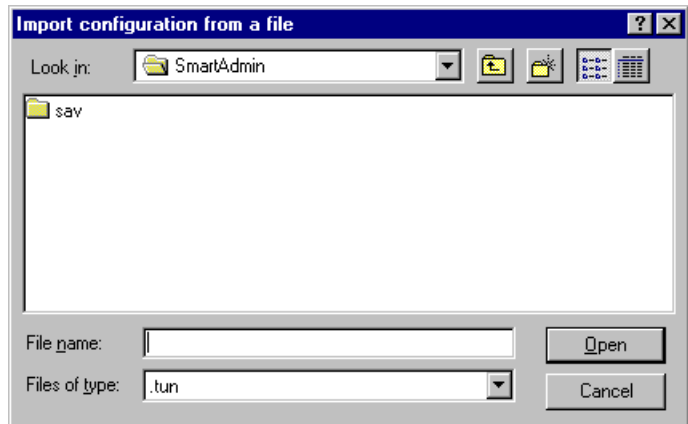 Import configuration from a file
Look in: SmartAdmin
sav
File name: Open
Files of type: .tun Cancel